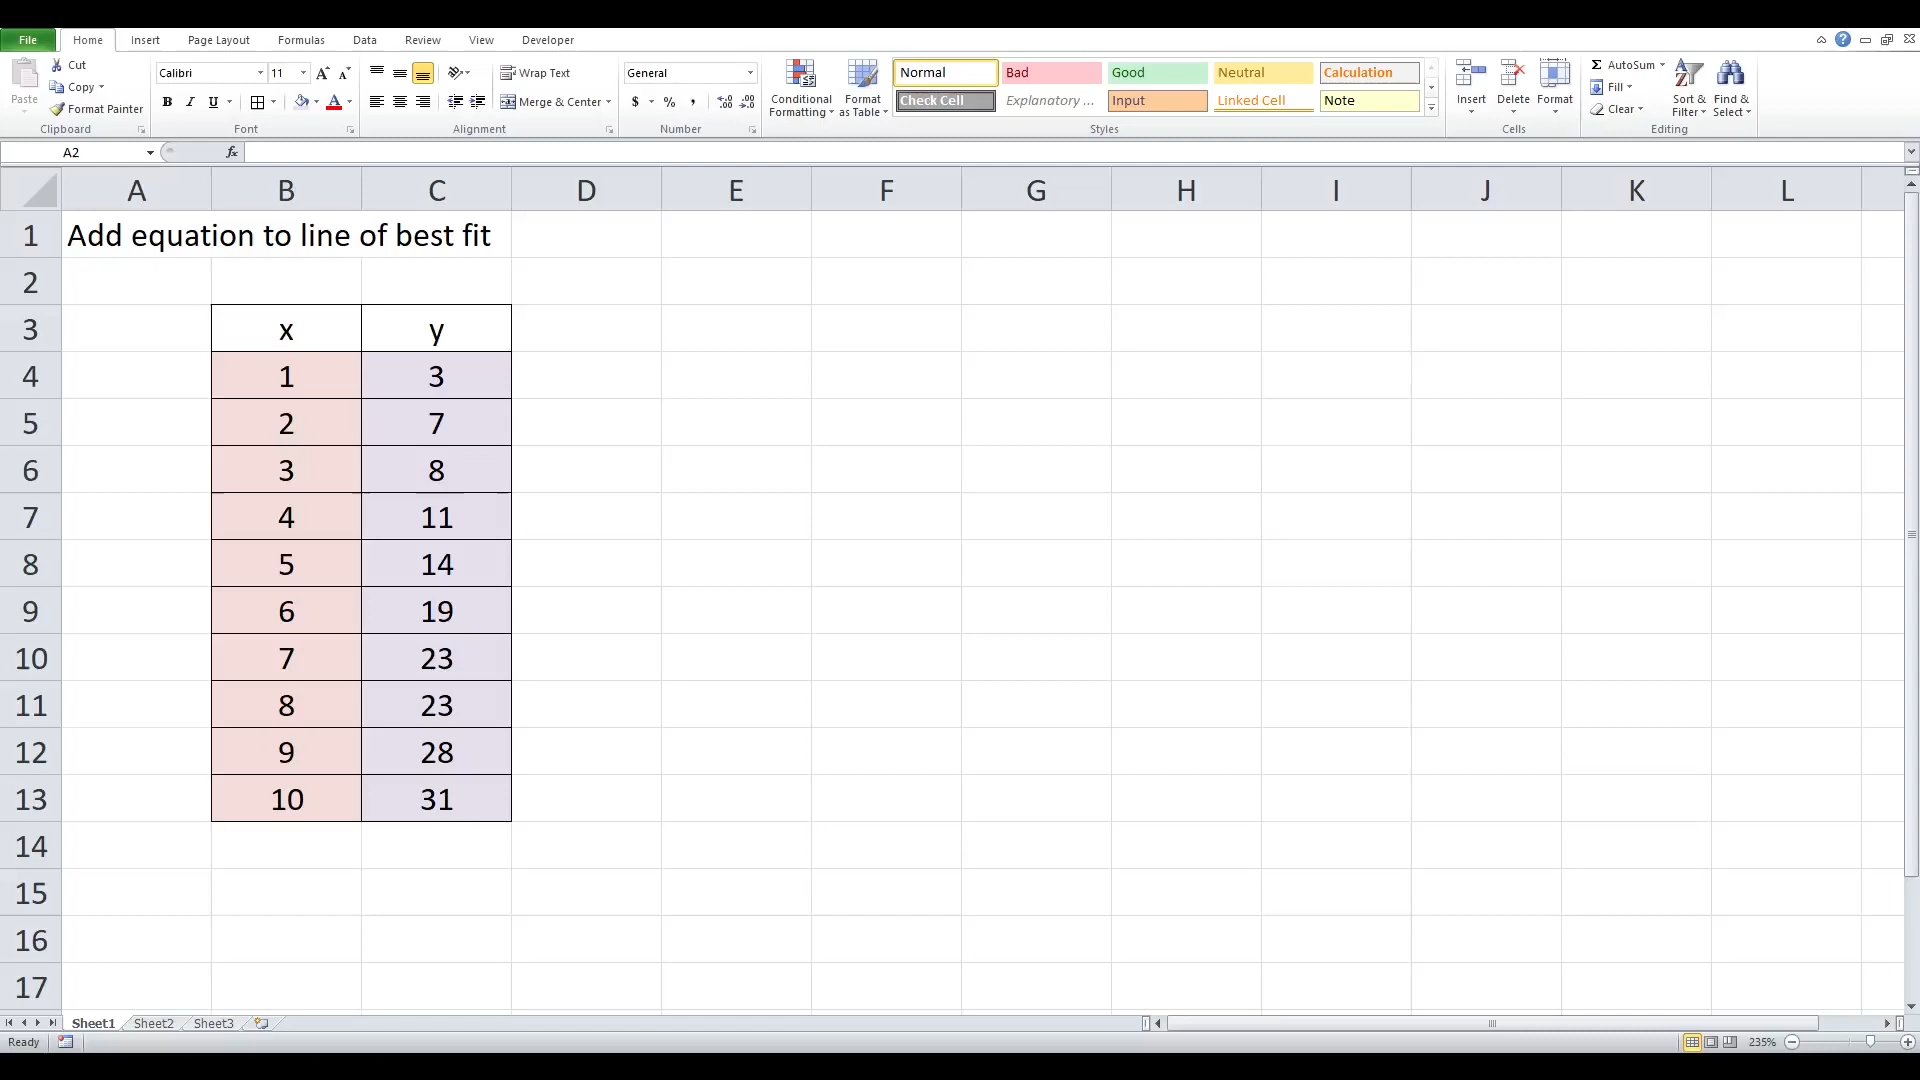 File Home Insert Page Layout Formulas Data Review View Developer
Paste Cut Calibri 11 Wrap Text General Normal Bad Good Neutral Calculation AutoSum
Copy Format Painter B I U Merge & Center $ % , Conditional Formatting Format as Table Check Cell Explanatory ... Input Linked Cell Note Insert Delete Format Fill Clear Sort & Filter Find & Select
Clipboard Font Alignment Number Styles Cells Editing
A2 fx
A B C D E F G H I J K L
1 Add equation to line of best fit
2
3 x y
4 1 3
5 2 7
6 3 8
7 4 11
8 5 14
9 6 19
10 7 23
11 8 23
12 9 28
13 10 31
14
15
16
17
Sheet1 Sheet2 Sheet3
Ready 235%